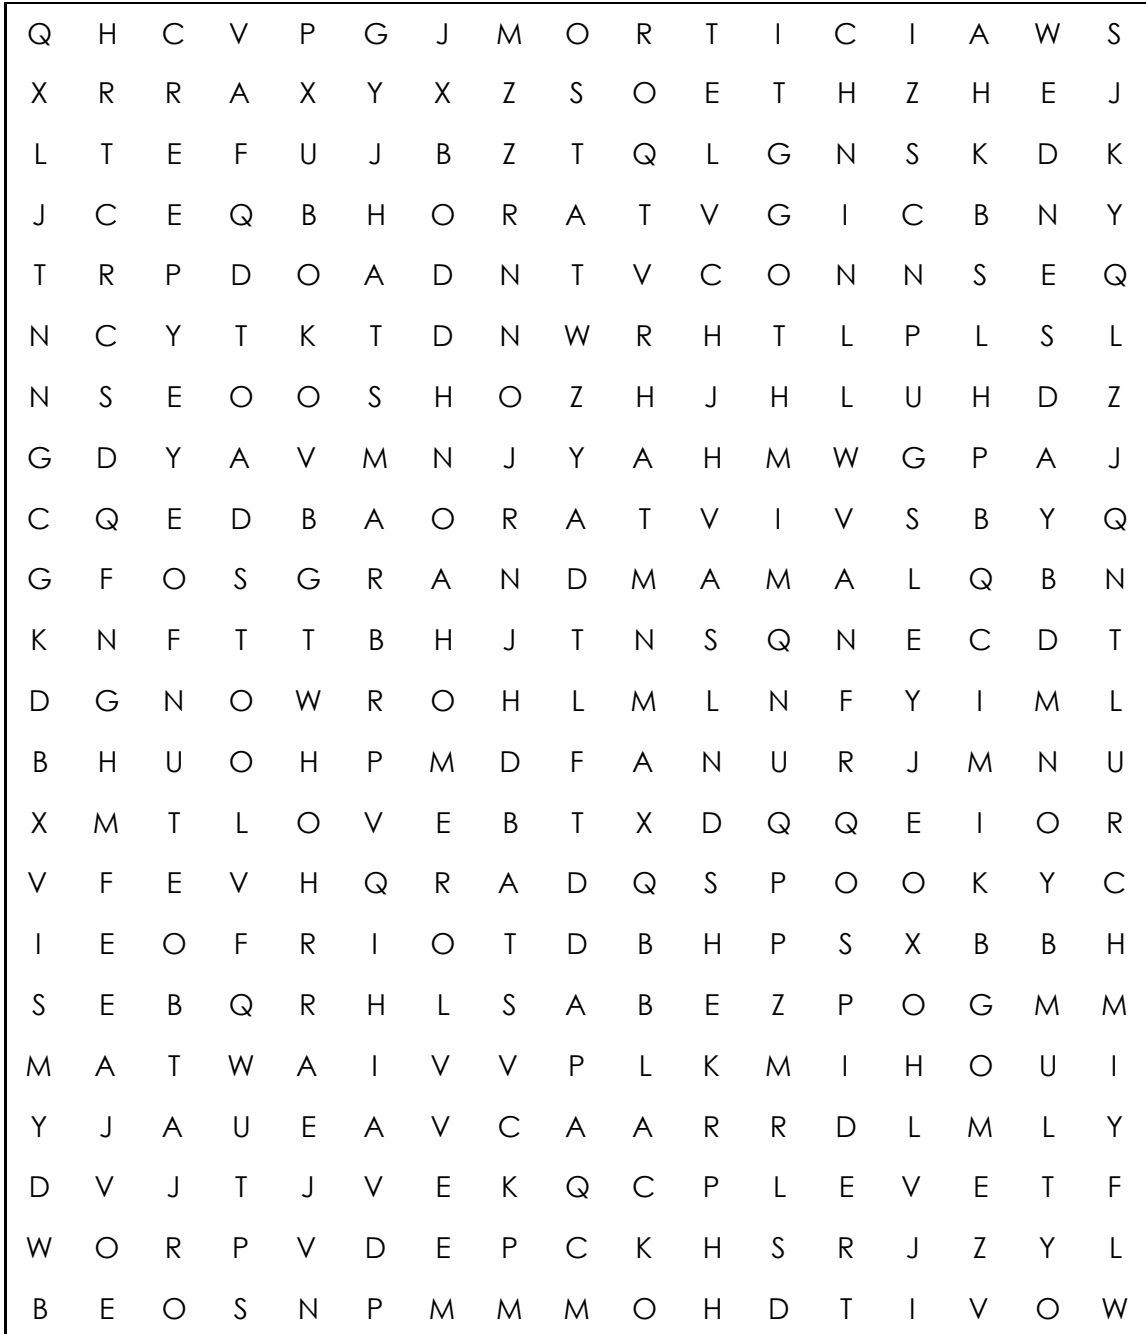 Q H C V P G J M O R T I C I A W S
X R R A X Y X Z S O E T H Z H E J
L T E F U J B Z T Q L G N S K D K
J C E Q B H O R A T V G I C B N Y
T R P D O A D N T V C O N N S E Q
N C Y T K T D N W R H T L P L S L
N S E O O S H O Z H J H L U H D Z
G D Y A V M N J Y A H M W G P A J
C Q E D B A O R A T V I V S B Y Q
G F O S G R A N D M A M A L Q B N
K N F T T B H J T N S Q N E C D T
D G N O W R O H L M L N F Y I M L
B H U O H P M D F A N U R J M N U
X M T L O V E B T X D Q Q E I O R
V F E V H Q R A D Q S P O O K Y C
I E O F R I O T D B H P S X B B H
S E B Q R H L S A B E Z P O G M M
M A T W A I V V P L K M I H O U I
Y J A U E A V C A A R R D L M L Y
D V J T J V E K Q C P L E V E T F
W O R P V D E P C K H S R J Z Y L
B E O S N P M M M O H D T I V O W